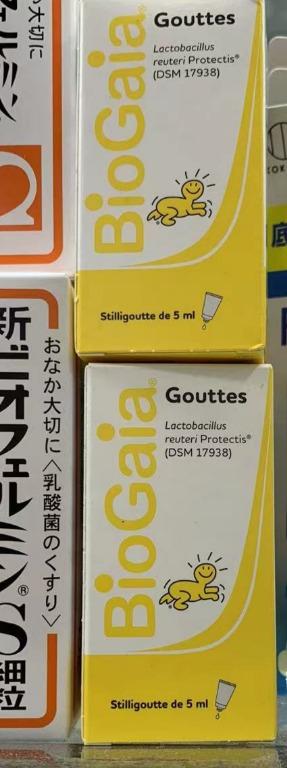 大切に
BioGaia®
Gouttes
Lactobacillus
reuteri Protectis®
(DSM 17938)
Stilligoutte de 5 ml
新ビオフェルミン®S細粒
おなか大切に〈乳酸菌のくすり〉
BioGaia®
Gouttes
Lactobacillus
reuteri Protectis®
(DSM 17938)
Stilligoutte de 5 ml
底